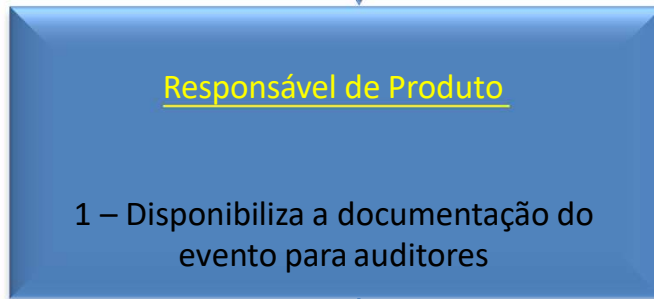 Responsável de Produto
1 – Disponibiliza a documentação do
evento para auditores